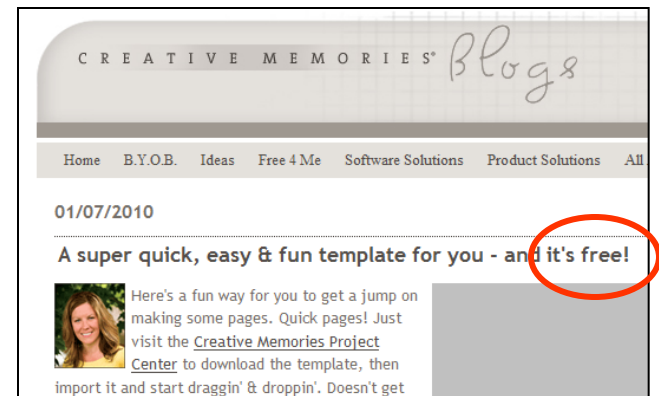 CREATIVE MEMORIES® Blogs
Home B.Y.O.B. Ideas Free 4 Me Software Solutions Product Solutions All
01/07/2010
A super quick, easy & fun template for you - and it's free!
Here's a fun way for you to get a jump on
making some pages. Quick pages! Just
visit the Creative Memories Project
Center to download the template, then
import it and start draggin' & droppin'. Doesn't get